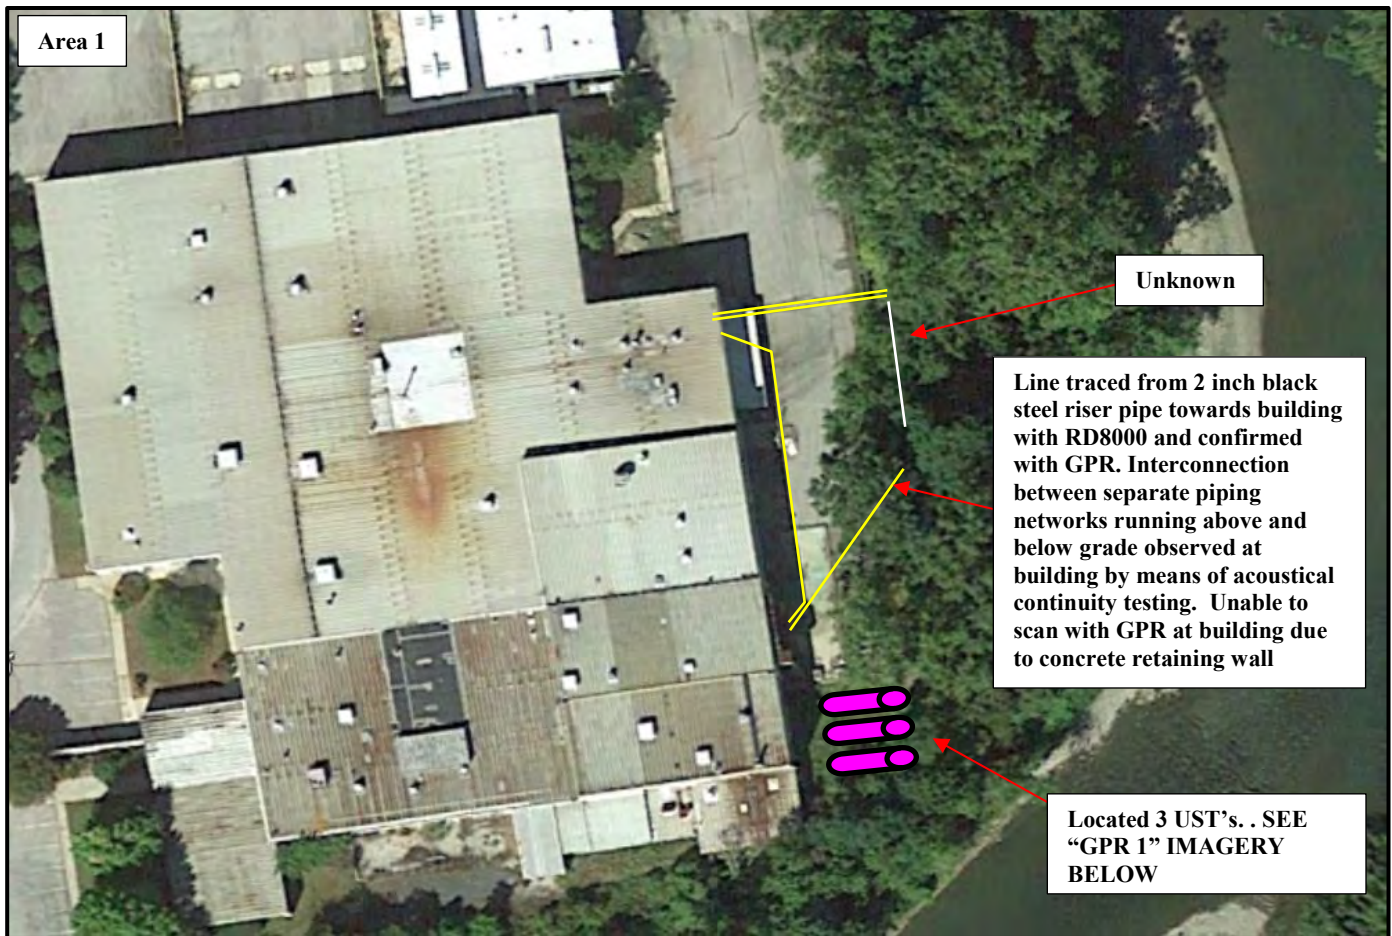 Area 1
Unknown
Line traced from 2 inch black
steel riser pipe towards building
with RD8000 and confirmed
with GPR. Interconnection
between separate piping
networks running above and
below grade observed at
building by means of acoustical
continuity testing.  Unable to
scan with GPR at building due
to concrete retaining wall
Located 3 UST’s. . SEE
“GPR 1” IMAGERY
BELOW